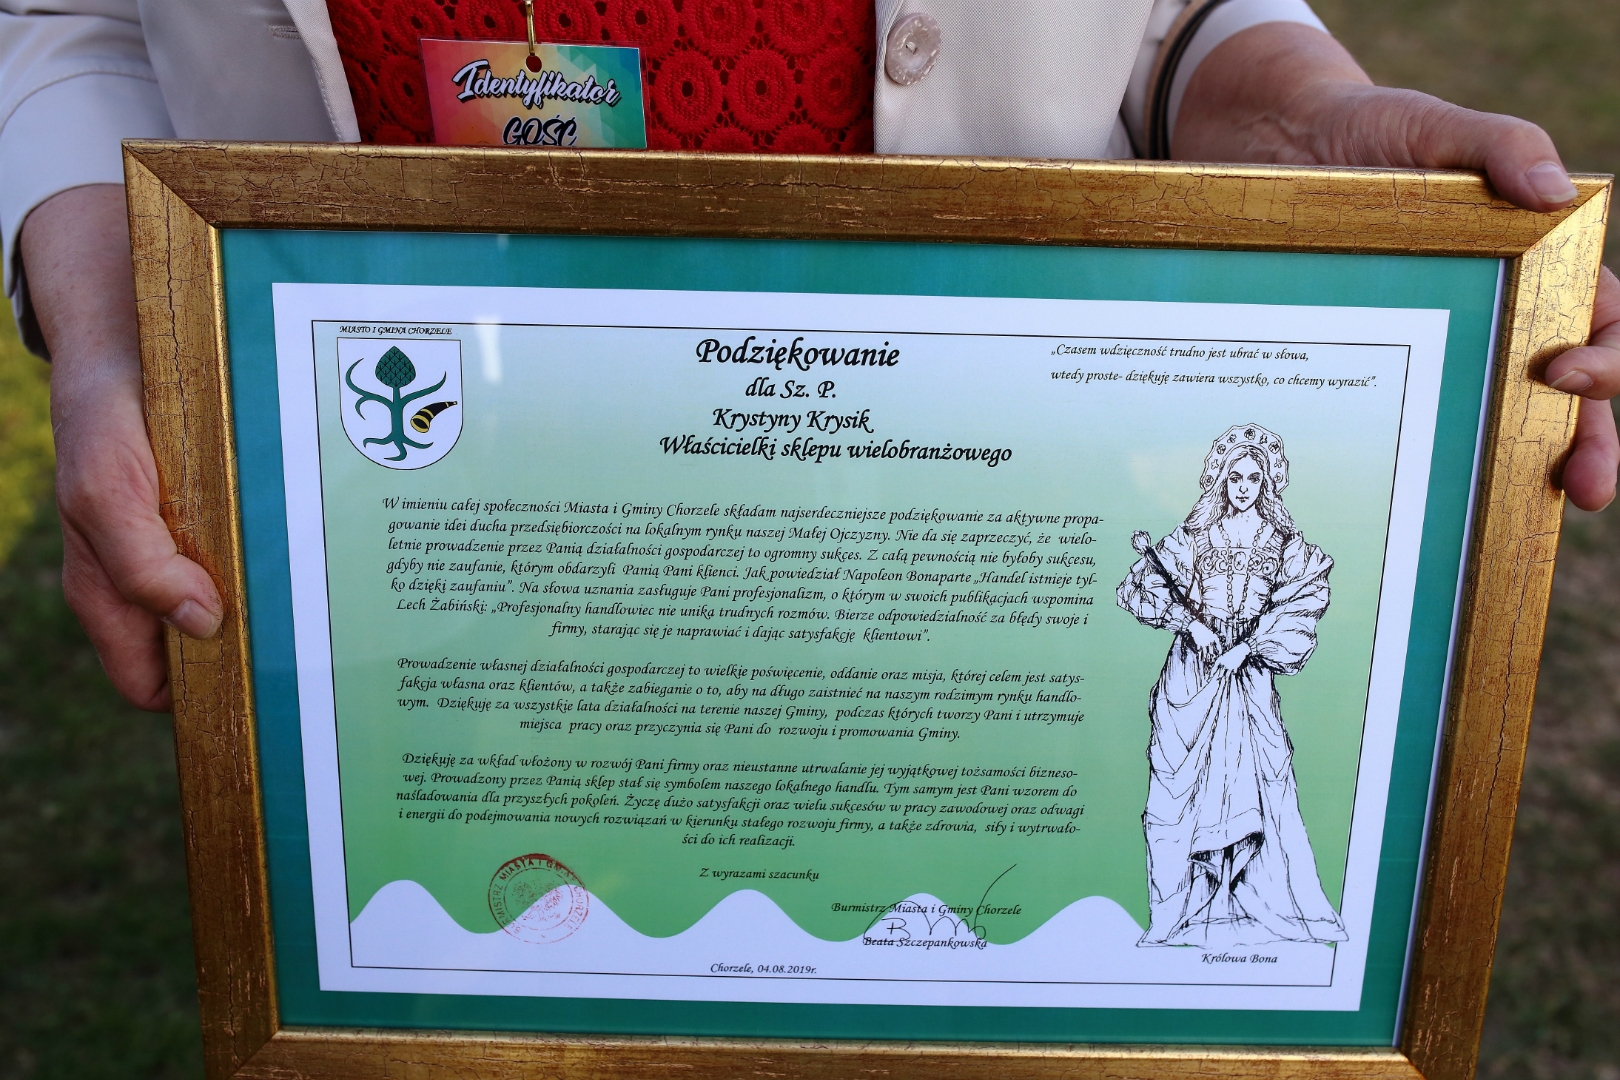 Identyfikator
GOŚĆ
MIASTO I GMINA CHORZELE
Podziękowanie
dla Sz. P.
Krystyny Krysik
Właścicielki sklepu wielobranżowego
„Czasem wdzięczność trudno jest ubrać w słowa,
wtedy proste- dziękuję zawiera wszystko, co chcemy wyrazić".
W imieniu całej społeczności Miasta i Gminy Chorzele składam najserdeczniejsze podziękowanie za aktywne propa-
gowanie idei ducha przedsiębiorczości na lokalnym rynku naszej Małej Ojczyzny. Nie da się zaprzeczyć, że wielo-
letnie prowadzenie przez Panią działalności gospodarczej to ogromny sukces. Z całą pewnością nie byłoby sukcesu,
gdyby nie zaufanie, którym obdarzyli Panią Pani klienci. Jak powiedział Napoleon Bonaparte „Handel istnieje tyl-
ko dzięki zaufaniu". Na słowa uznania zasługuje Pani profesjonalizm, o którym w swoich publikacjach wspomina
Lech Żabiński: „Profesjonalny handlowiec nie unika trudnych rozmów. Bierze odpowiedzialność za błędy swoje i
firmy, starając się je naprawiać i dając satysfakcję klientowi".
Prowadzenie własnej działalności gospodarczej to wielkie poświęcenie, oddanie oraz misja, której celem jest satys-
fakcja własna oraz klientów, a także zabieganie o to, aby na długo zaistnieć na naszym rodzimym rynku handlo-
wym. Dziękuję za wszystkie lata działalności na terenie naszej Gminy, podczas których tworzy Pani i utrzymuje
miejsca pracy oraz przyczynia się Pani do rozwoju i promowania Gminy.
Dziękuję za wkład włożony w rozwój Pani firmy oraz nieustanne utrwalanie jej wyjątkowej tożsamości bizneso-
wej. Prowadzony przez Panią sklep stał się symbolem naszego lokalnego handlu. Tym samym jest Pani wzorem do
naśladowania dla przyszłych pokoleń. Życzę dużo satysfakcji oraz wielu sukcesów w pracy zawodowej oraz odwagi
i energii do podejmowania nowych rozwiązań w kierunku stałego rozwoju firmy, a także zdrowia, siły i wytrwało-
ści do ich realizacji.
Z wyrazami szacunku
BURMISTRZ MIASTA I GMINY CHORZELE
Burmistrz Miasta i Gminy Chorzele
Beata Szczepankowska
Królowa Bona
Chorzele, 04.08.2019r.